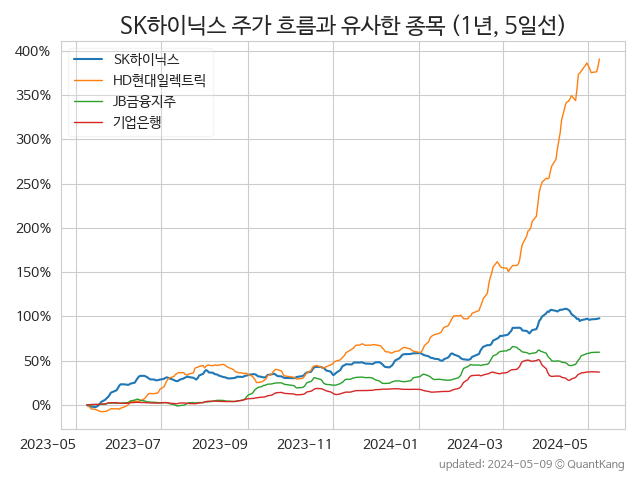 SK하이닉스 주가 흐름과 유사한 종목 (1년, 5일선)
400%
350%
300%
250%
200%
150%
100%
50%
0%
SK하이닉스
HD현대일렉트릭
JB금융지주
기업은행
2023-05 2023-07 2023-09 2023-11 2024-01 2024-03 2024-05
updated: 2024-05-09 © QuantKang